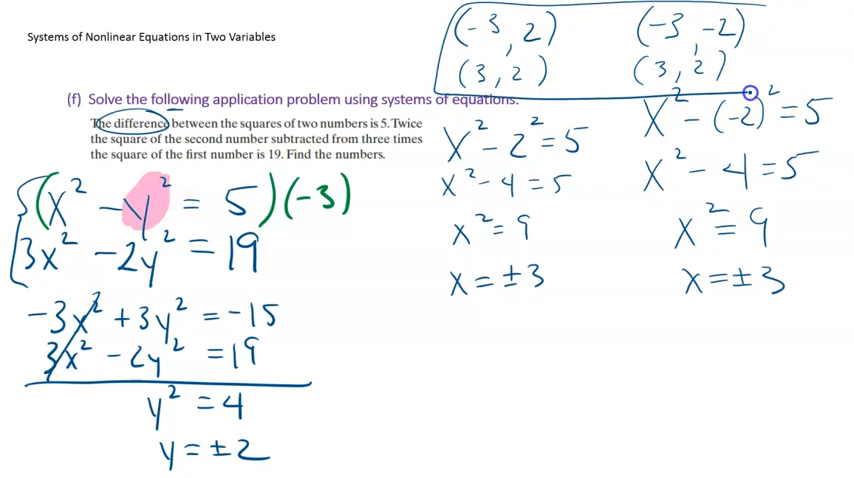 Systems of Nonlinear Equations in Two Variables
(f) Solve the following application problem using systems of equations.
The difference between the squares of two numbers is 5. Twice
the square of the second number subtracted from three times
the square of the first number is 19. Find the numbers.
(x² - y² = 5)(-3)
3x² - 2y² = 19
-3x² + 3y² = -15
3x² - 2y² = 19
y² = 4
y = ±2
(-3, 2)
(3, 2)
x² - 2² = 5
x² - 4 = 5
x² = 9
x = ±3
(-3, -2)
(3, 2)
x² - (-2)² = 5
x² - 4 = 5
x² = 9
x = ±3